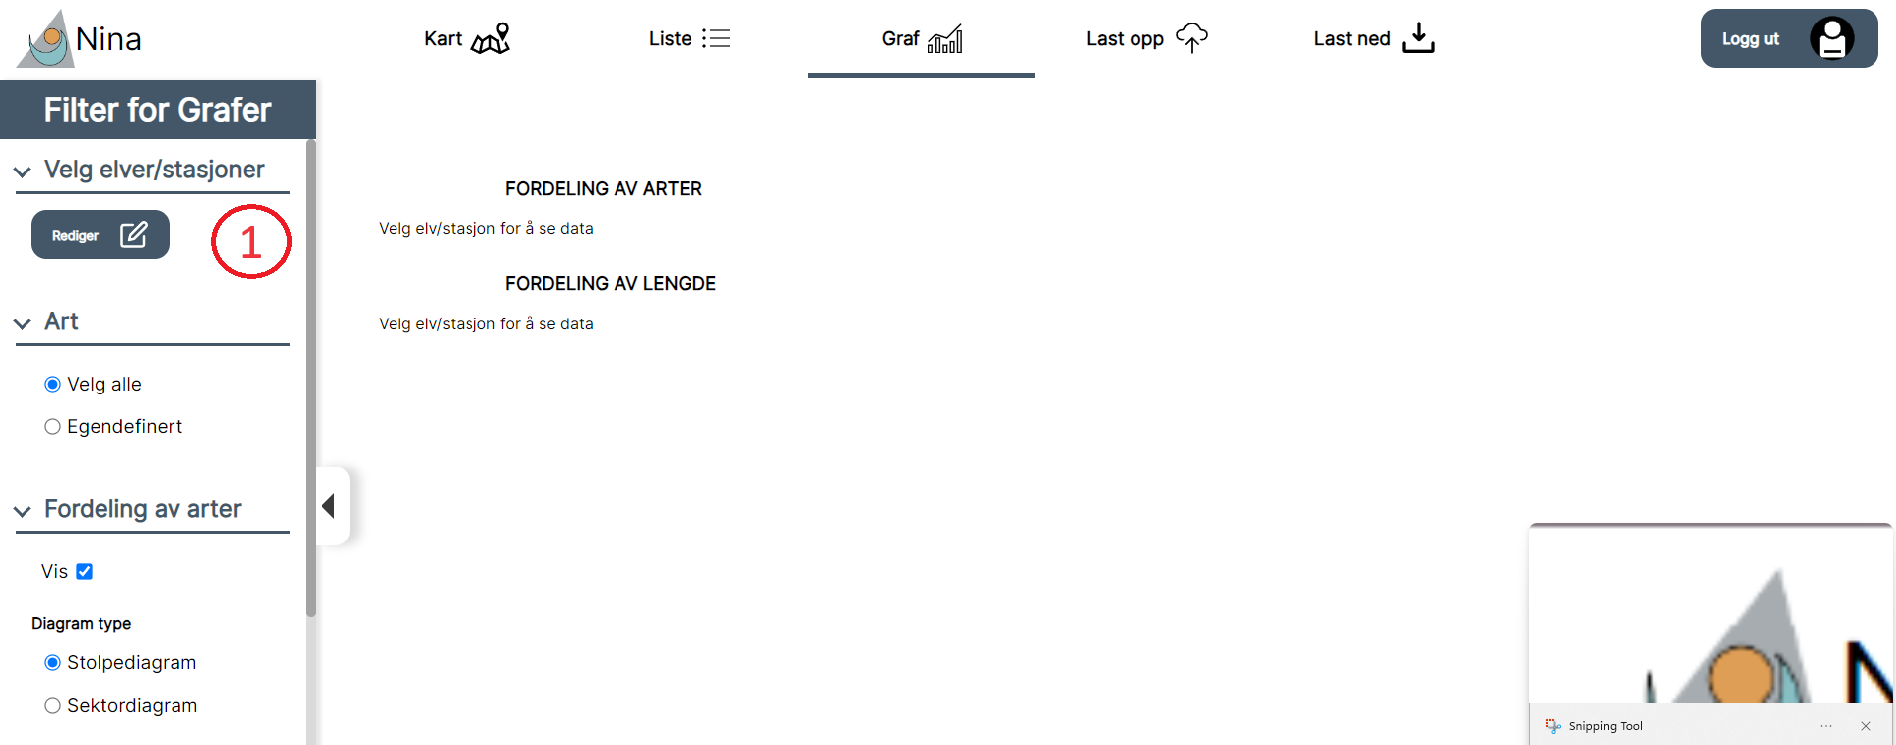 Nina
Kart
Liste
Graf
Last opp
Last ned
Logg ut
Filter for Grafer
Velg elver/stasjoner
Rediger
1
Art
Velg alle
Egendefinert
Fordeling av arter
Vis
Diagram type
Stolpediagram
Sektordiagram
FORDELING AV ARTER
Velg elv/stasjon for å se data
FORDELING AV LENGDE
Velg elv/stasjon for å se data
N
Snipping Tool